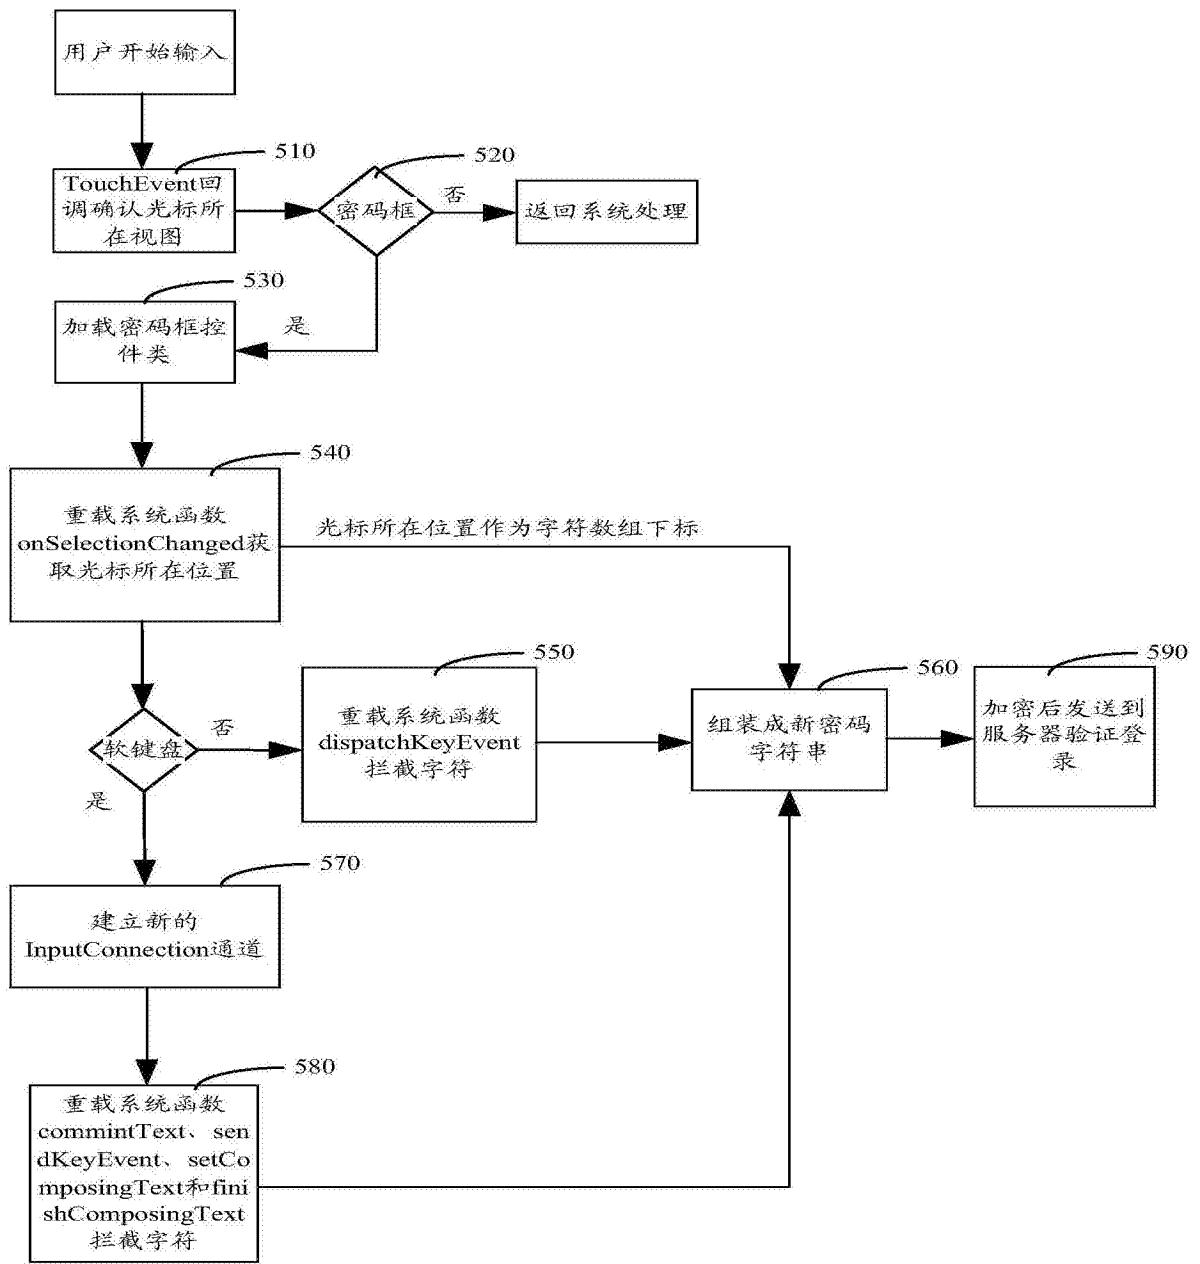 用户开始输入
510
TouchEvent回
调确认光标所
在视图
520
密码框
否
返回系统处理
530
加载密码框控
件类
是
540
重载系统函数
onSelectionChanged获
取光标所在位置
光标所在位置作为字符数组下标
软键盘
否
是
550
重载系统函数
dispatchKeyEvent
拦截字符
560
组装成新密码
字符串
590
加密后发送到
服务器验证登
录
570
建立新的
InputConnection通道
580
重载系统函数
commintText、sen
dKeyEvent、setCo
mposingText和fini
shComposingText
拦截字符